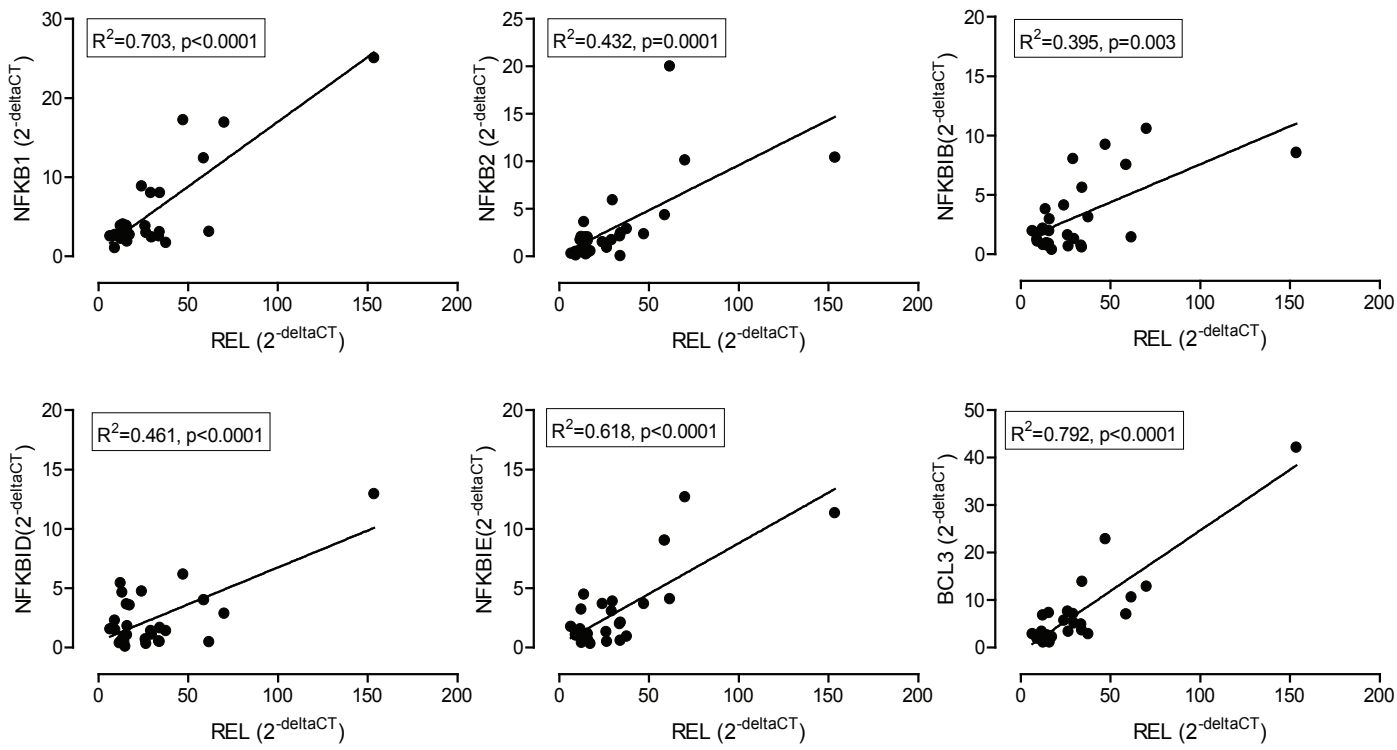 R²=0.703, p<0.0001
30
20
10
0
NFKB1 (2^-deltaCT)
0 50 100 150 200
REL (2^-deltaCT)
R²=0.432, p=0.0001
25
20
15
10
5
0
NFKB2 (2^-deltaCT)
0 50 100 150 200
REL (2^-deltaCT)
R²=0.395, p=0.003
20
15
10
5
0
NFKBIB(2^-deltaCT)
0 50 100 150 200
REL (2^-deltaCT)
R²=0.461, p<0.0001
20
15
10
5
0
NFKBID(2^-deltaCT)
0 50 100 150 200
REL (2^-deltaCT)
R²=0.618, p<0.0001
20
15
10
5
0
NFKBIE(2^-deltaCT)
0 50 100 150 200
REL (2^-deltaCT)
R²=0.792, p<0.0001
50
40
30
20
10
0
BCL3 (2^-deltaCT)
0 50 100 150 200
REL (2^-deltaCT)